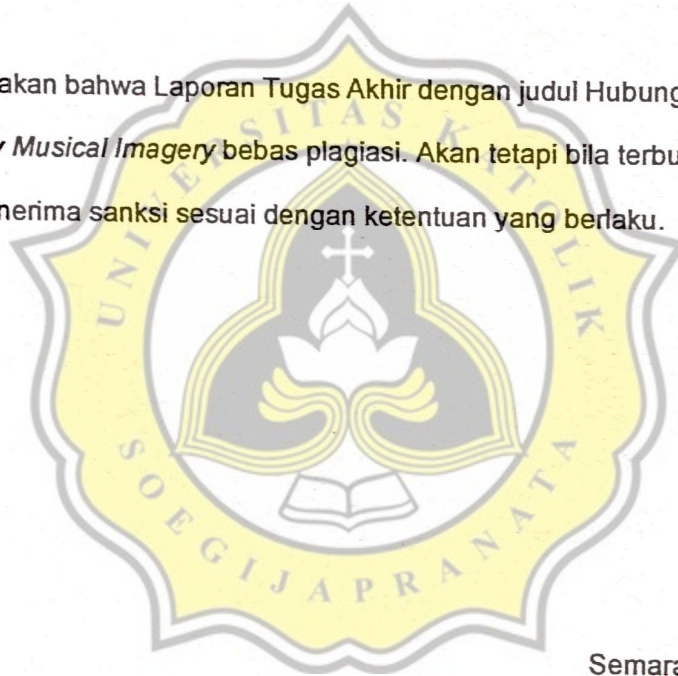 akan bahwa Laporan Tugas Akhir dengan judul Hubung
Musical Imagery bebas plagiasi. Akan tetapi bila terbu
nerima sanksi sesuai dengan ketentuan yang berlaku.
UNIVERSITAS KATOLIK
SOEGIJAPRANATA
Semara